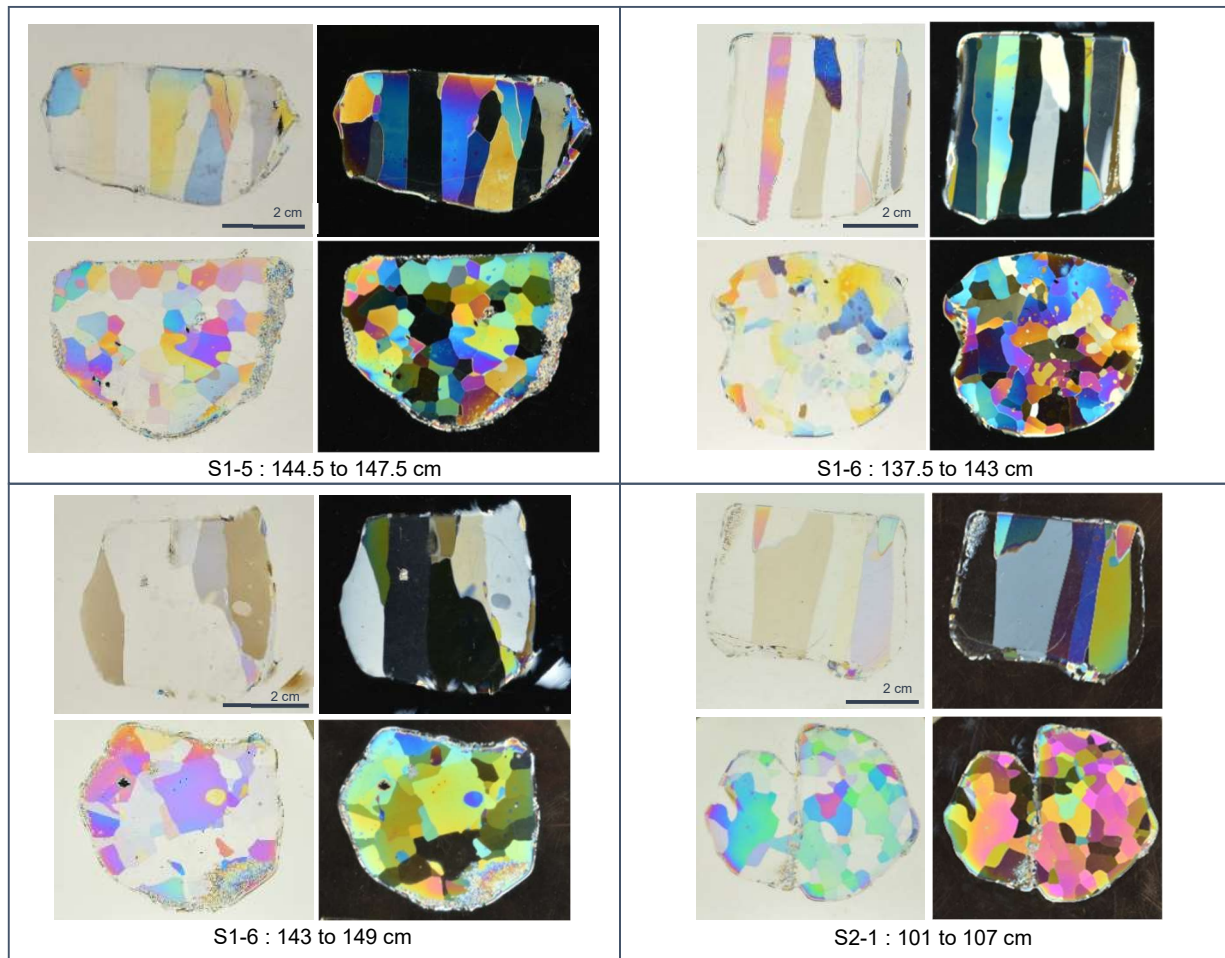 2 cm
2 cm
S1-5 : 144.5 to 147.5 cm
S1-6 : 137.5 to 143 cm
2 cm
2 cm
S1-6 : 143 to 149 cm
S2-1 : 101 to 107 cm